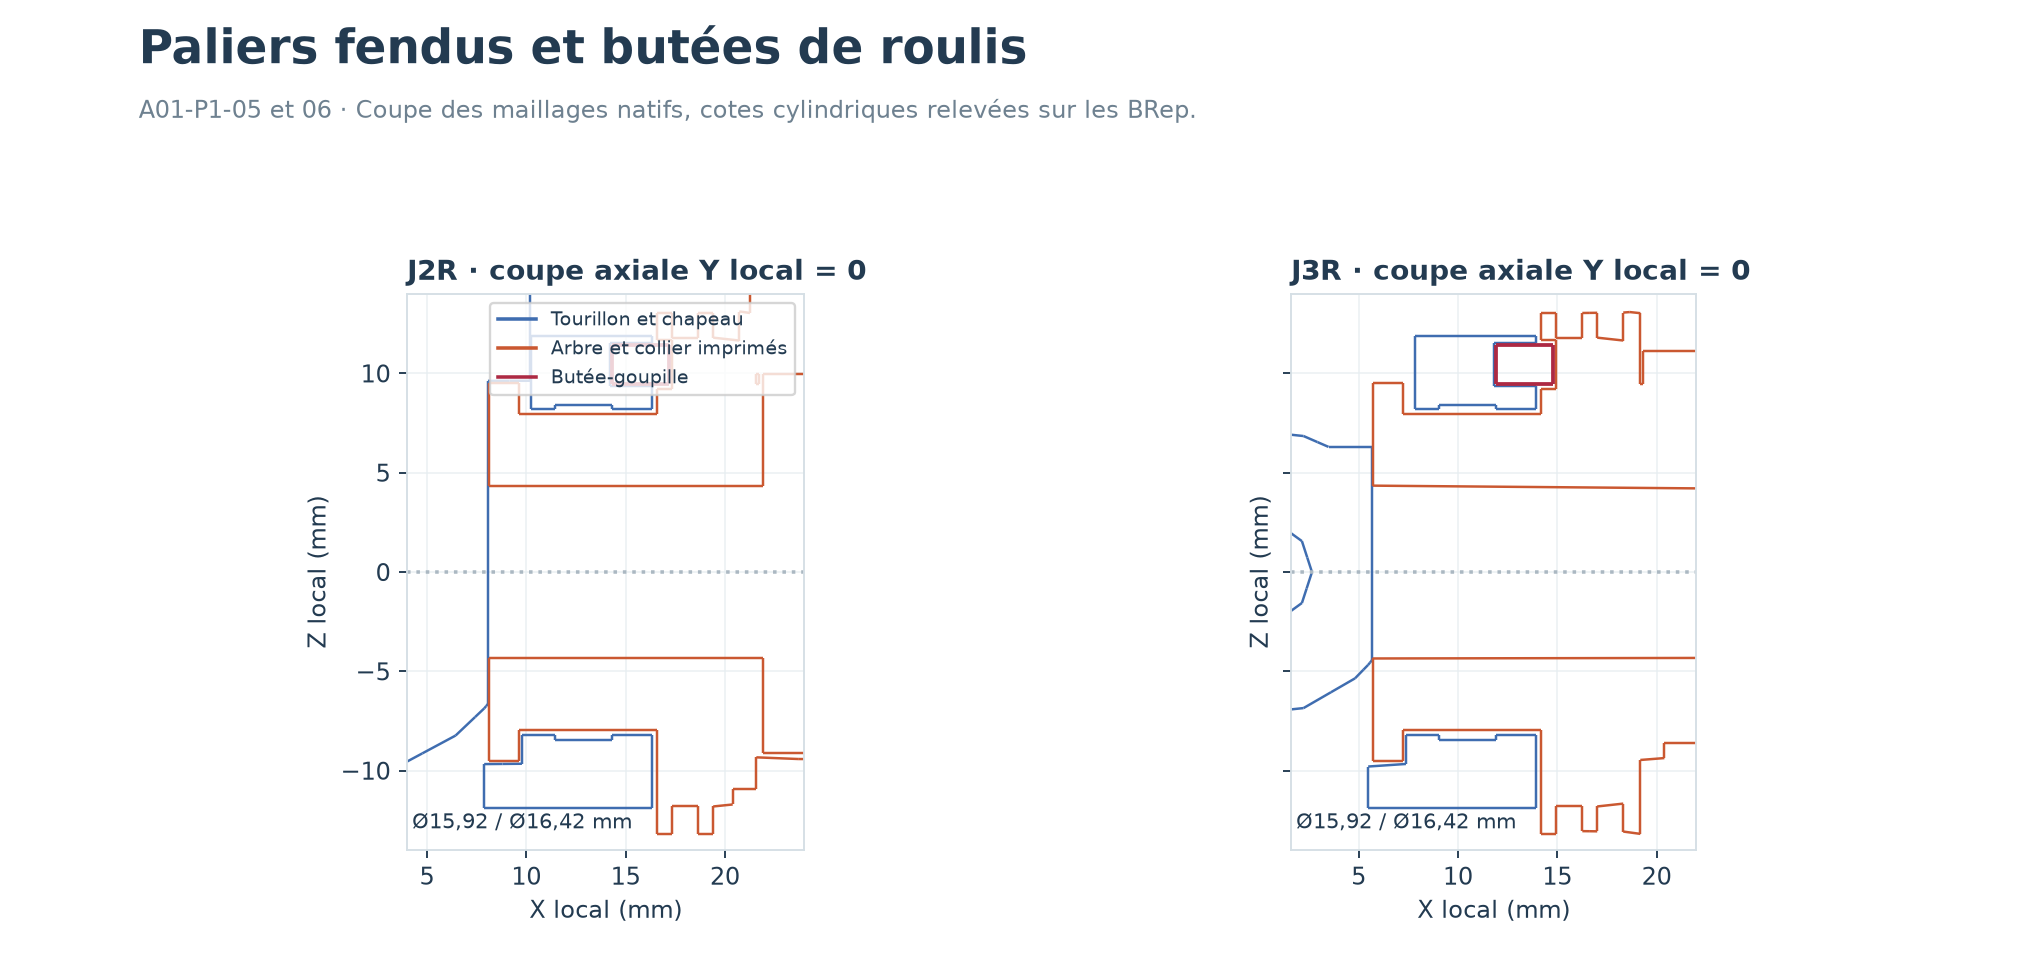 Paliers fendus et butées de roulis
A01-P1-05 et 06 · Coupe des maillages natifs, cotes cylindriques relevées sur les BRep.
J2R · coupe axiale Y local = 0
Tourillon et chapeau
Arbre et collier imprimés
Butée-goupille
10
5
0
−5
−10
Z local (mm)
Ø15,92 / Ø16,42 mm
5 10 15 20
X local (mm)
J3R · coupe axiale Y local = 0
Z local (mm)
Ø15,92 / Ø16,42 mm
5 10 15 20
X local (mm)